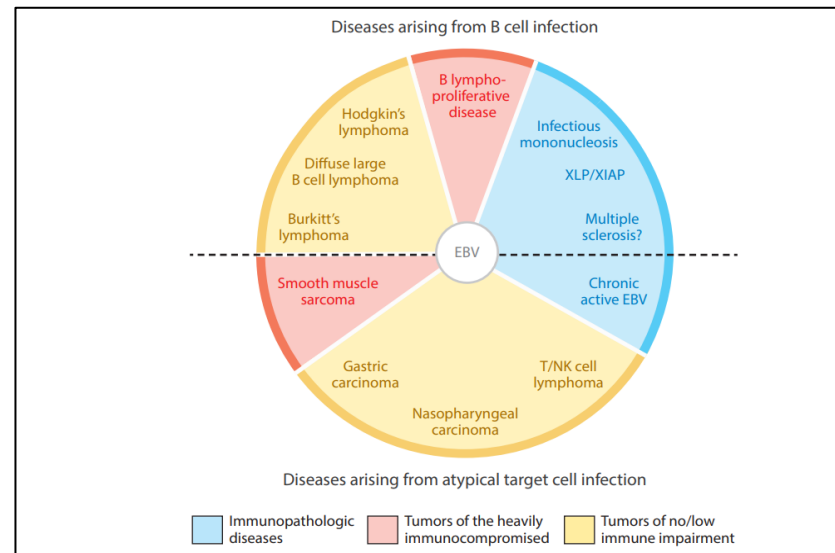 Diseases arising from B cell infection
B lympho-
proliferative
disease
Hodgkin's
lymphoma
Infectious
mononucleosis
Diffuse large
B cell lymphoma
XLP/XIAP
Burkitt's
lymphoma
Multiple
sclerosis?
EBV
Smooth muscle
sarcoma
Chronic
active EBV
Gastric
carcinoma
T/NK cell
lymphoma
Nasopharyngeal
carcinoma
Diseases arising from atypical target cell infection
Immunopathologic
diseases
Tumors of the heavily
immunocompromised
Tumors of no/low
immune impairment